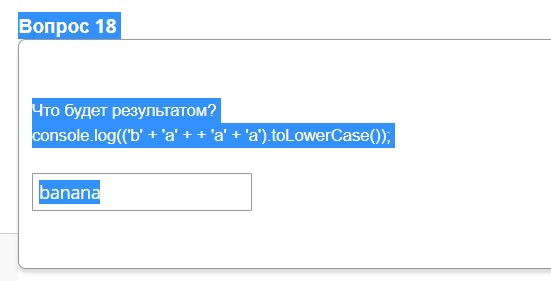 Вопрос 18
Что будет результатом?
console.log(('b' + 'a' + + 'a' + 'a').toLowerCase());
banana